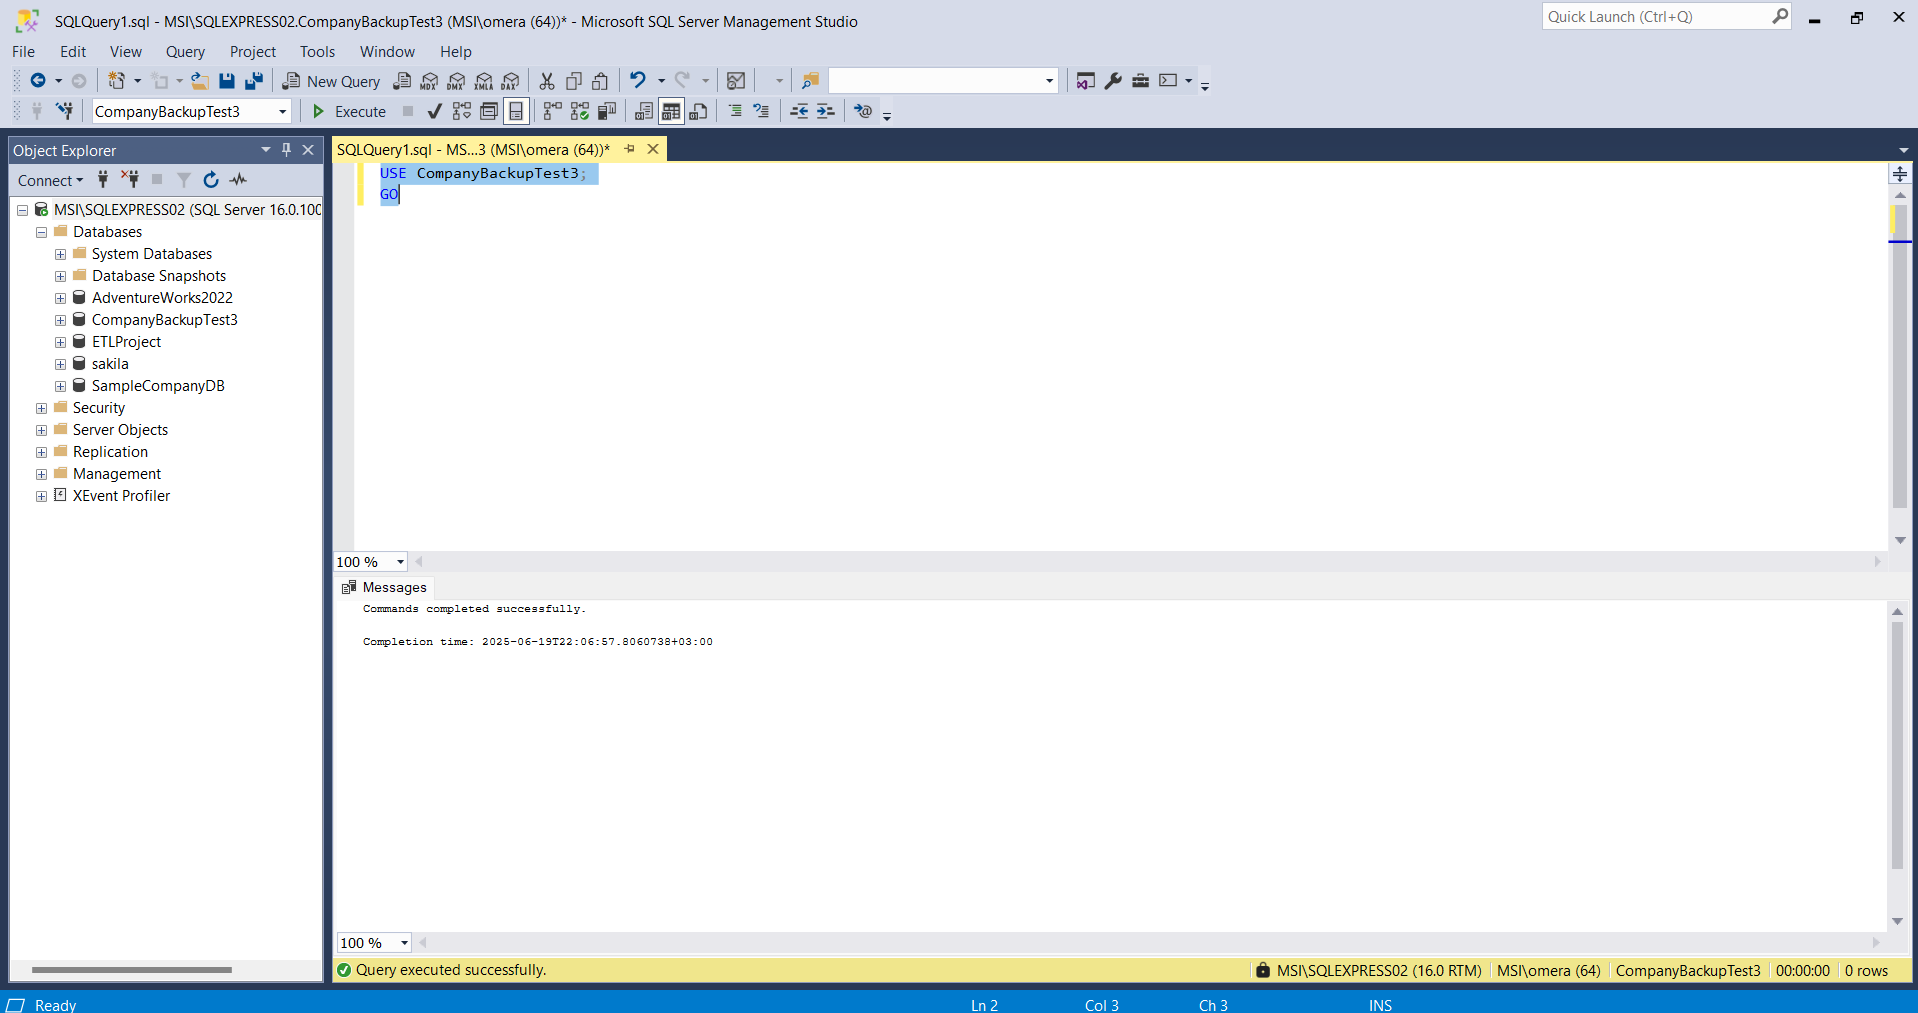 SQLQuery1.sql - MSI\SQLEXPRESS02.CompanyBackupTest3 (MSI\omera (64))* - Microsoft SQL Server Management Studio
Quick Launch (Ctrl+Q)
File Edit View Query Project Tools Window Help
New Query MDX DMX XMLA DAX
CompanyBackupTest3 Execute
Object Explorer
SQLQuery1.sql - MS...3 (MSI\omera (64))*
Connect
USE CompanyBackupTest3;
GO
MSI\SQLEXPRESS02 (SQL Server 16.0.100
Databases
System Databases
Database Snapshots
AdventureWorks2022
CompanyBackupTest3
ETLProject
sakila
SampleCompanyDB
Security
Server Objects
Replication
Management
XEvent Profiler
100 %
Messages
Commands completed successfully.
Completion time: 2025-06-19T22:06:57.8060738+03:00
100 %
Query executed successfully. MSI\SQLEXPRESS02 (16.0 RTM) MSI\omera (64) CompanyBackupTest3 00:00:00 0 rows
Ready Ln 2 Col 3 Ch 3 INS